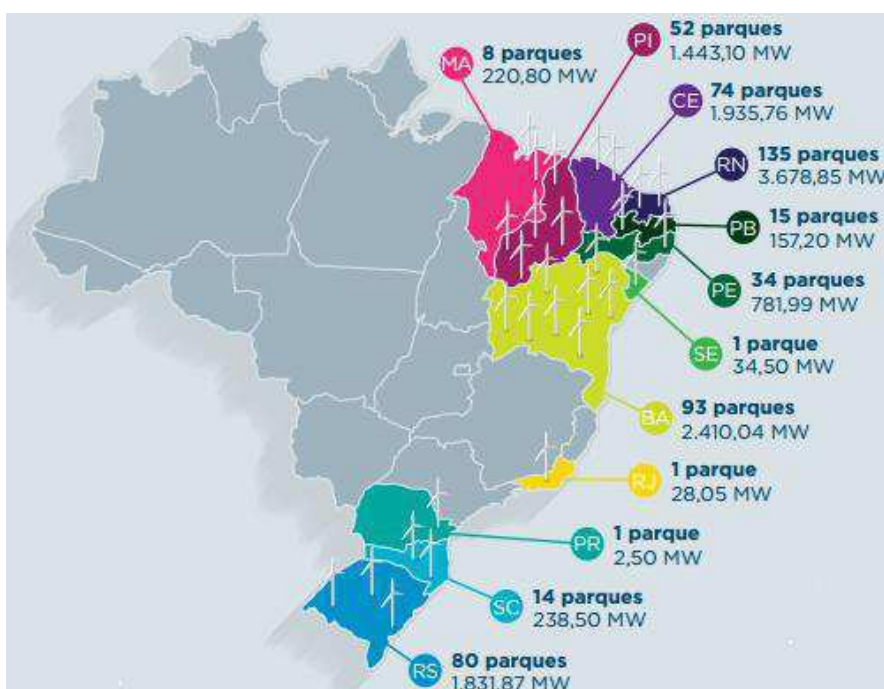 PI
52 parques
1.443,10 MW
MA
8 parques
220,80 MW
CE
74 parques
1.935,76 MW
RN
135 parques
3.678,85 MW
PB
15 parques
157,20 MW
PE
34 parques
781,99 MW
SE
1 parque
34,50 MW
BA
93 parques
2.410,04 MW
RJ
1 parque
28,05 MW
PR
1 parque
2,50 MW
SC
14 parques
238,50 MW
RS
80 parques
1.831,87 MW